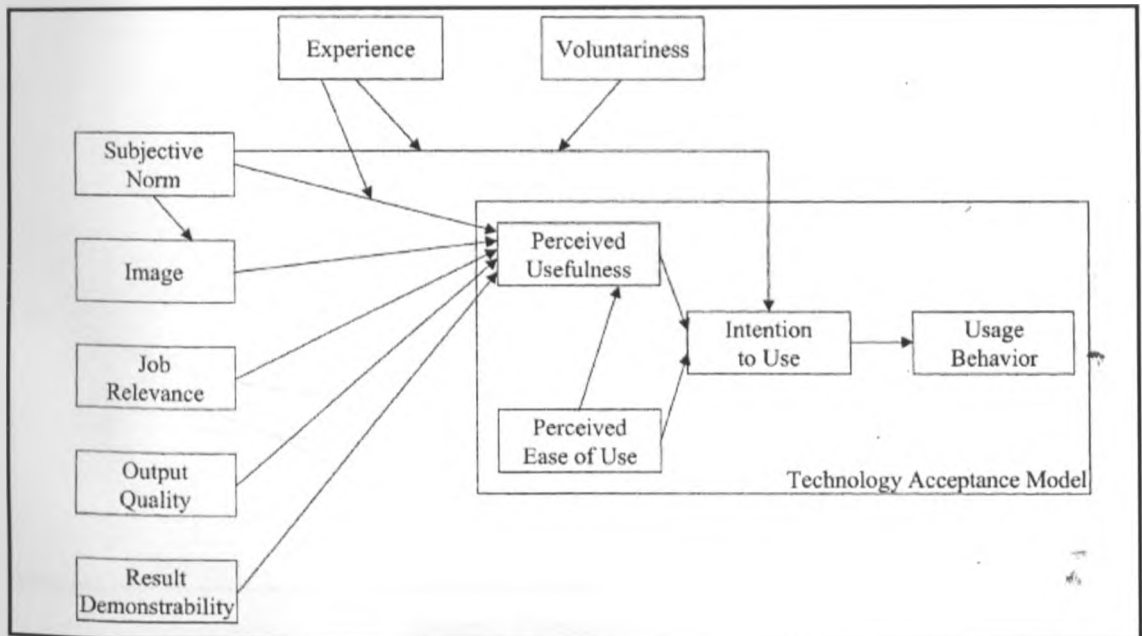 Experience
Voluntariness
Subjective
Norm
Image
Job
Relevance
Output
Quality
Result
Demonstrability
Perceived
Usefulness
Perceived
Ease of Use
Intention
to Use
Usage
Behavior
Technology Acceptance Model